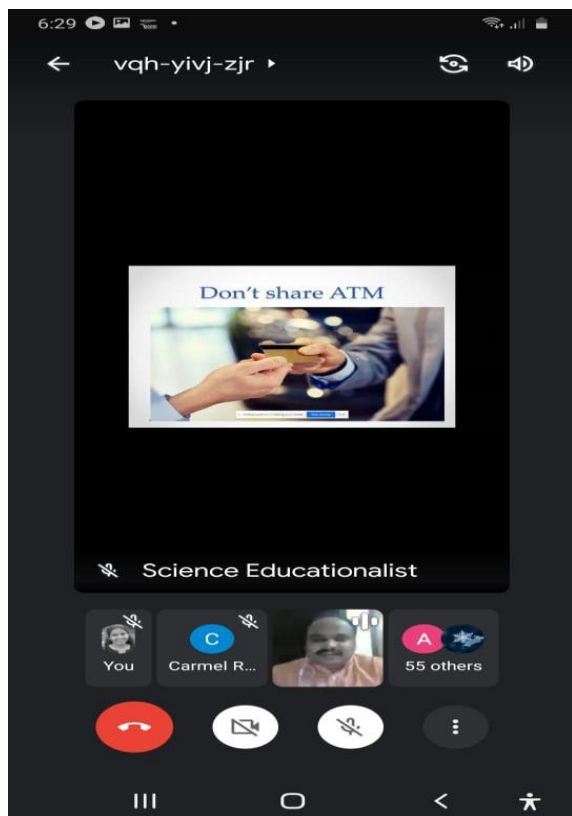 6:29
vqh-yivj-zjr
Don't share ATM
Science Educationalist
You
C
Carmel R...
A
55 others